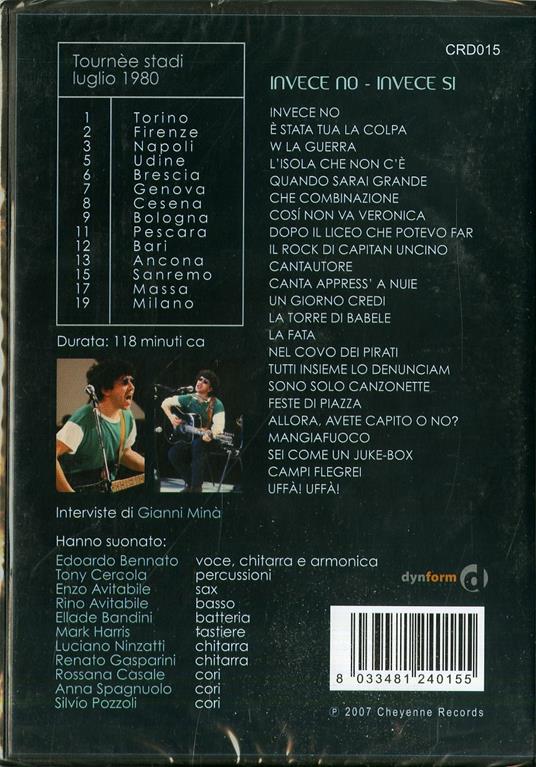 CRD015
Tournèe stadi
luglio 1980
1 Torino
2 Firenze
3 Napoli
5 Udine
6 Brescia
7 Genova
8 Cesena
9 Bologna
11 Pescara
12 Bari
13 Ancona
15 Sanremo
17 Massa
19 Milano
Durata: 118 minuti ca
INVECE NO - INVECE SI
INVECE NO
È STATA TUA LA COLPA
W LA GUERRA
L'ISOLA CHE NON C'È
QUANDO SARAI GRANDE
CHE COMBINAZIONE
COSÍ NON VA VERONICA
DOPO IL LICEO CHE POTEVO FAR
IL ROCK DI CAPITAN UNCINO
CANTAUTORE
CANTA APPRESS' A NUIE
UN GIORNO CREDI
LA TORRE DI BABELE
LA FATA
NEL COVO DEI PIRATI
TUTTI INSIEME LO DENUNCIAM
SONO SOLO CANZONETTE
FESTE DI PIAZZA
ALLORA, AVETE CAPITO O NO?
MANGIAFUOCO
SEI COME UN JUKE-BOX
CAMPI FLEGREI
UFFÀ! UFFÀ!
Interviste di Gianni Minà
Hanno suonato:
Edoardo Bennato voce, chitarra e armonica
Tony Cercola percussioni
Enzo Avitabile sax
Rino Avitabile basso
Ellade Bandini batteria
Mark Harris tastiere
Luciano Ninzatti chitarra
Renato Gasparini chitarra
Rossana Casale cori
Anna Spagnuolo cori
Silvio Pozzoli cori
dynform d
8 033481 240155
℗ 2007 Cheyenne Records